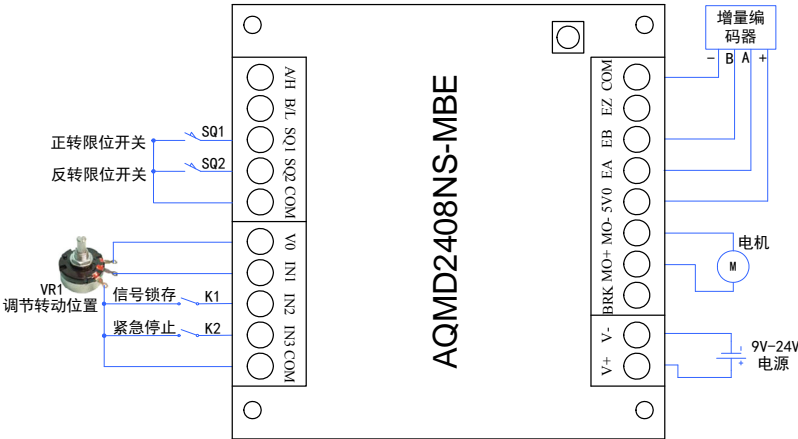 增量编
码器
- B A +
A/H
B/L
SQ1
SQ2
COM
V0
IN1
IN2
IN3
COM
正转限位开关
SQ1
反转限位开关
SQ2
VR1
调节转动位置
信号锁存
K1
紧急停止
K2
AQMD2408NS-MBE
COM
EZ
EB
EA
5V0
MO-
MO+
BRK
V-
V+
电机
M
9V-24V
- 
+
电源